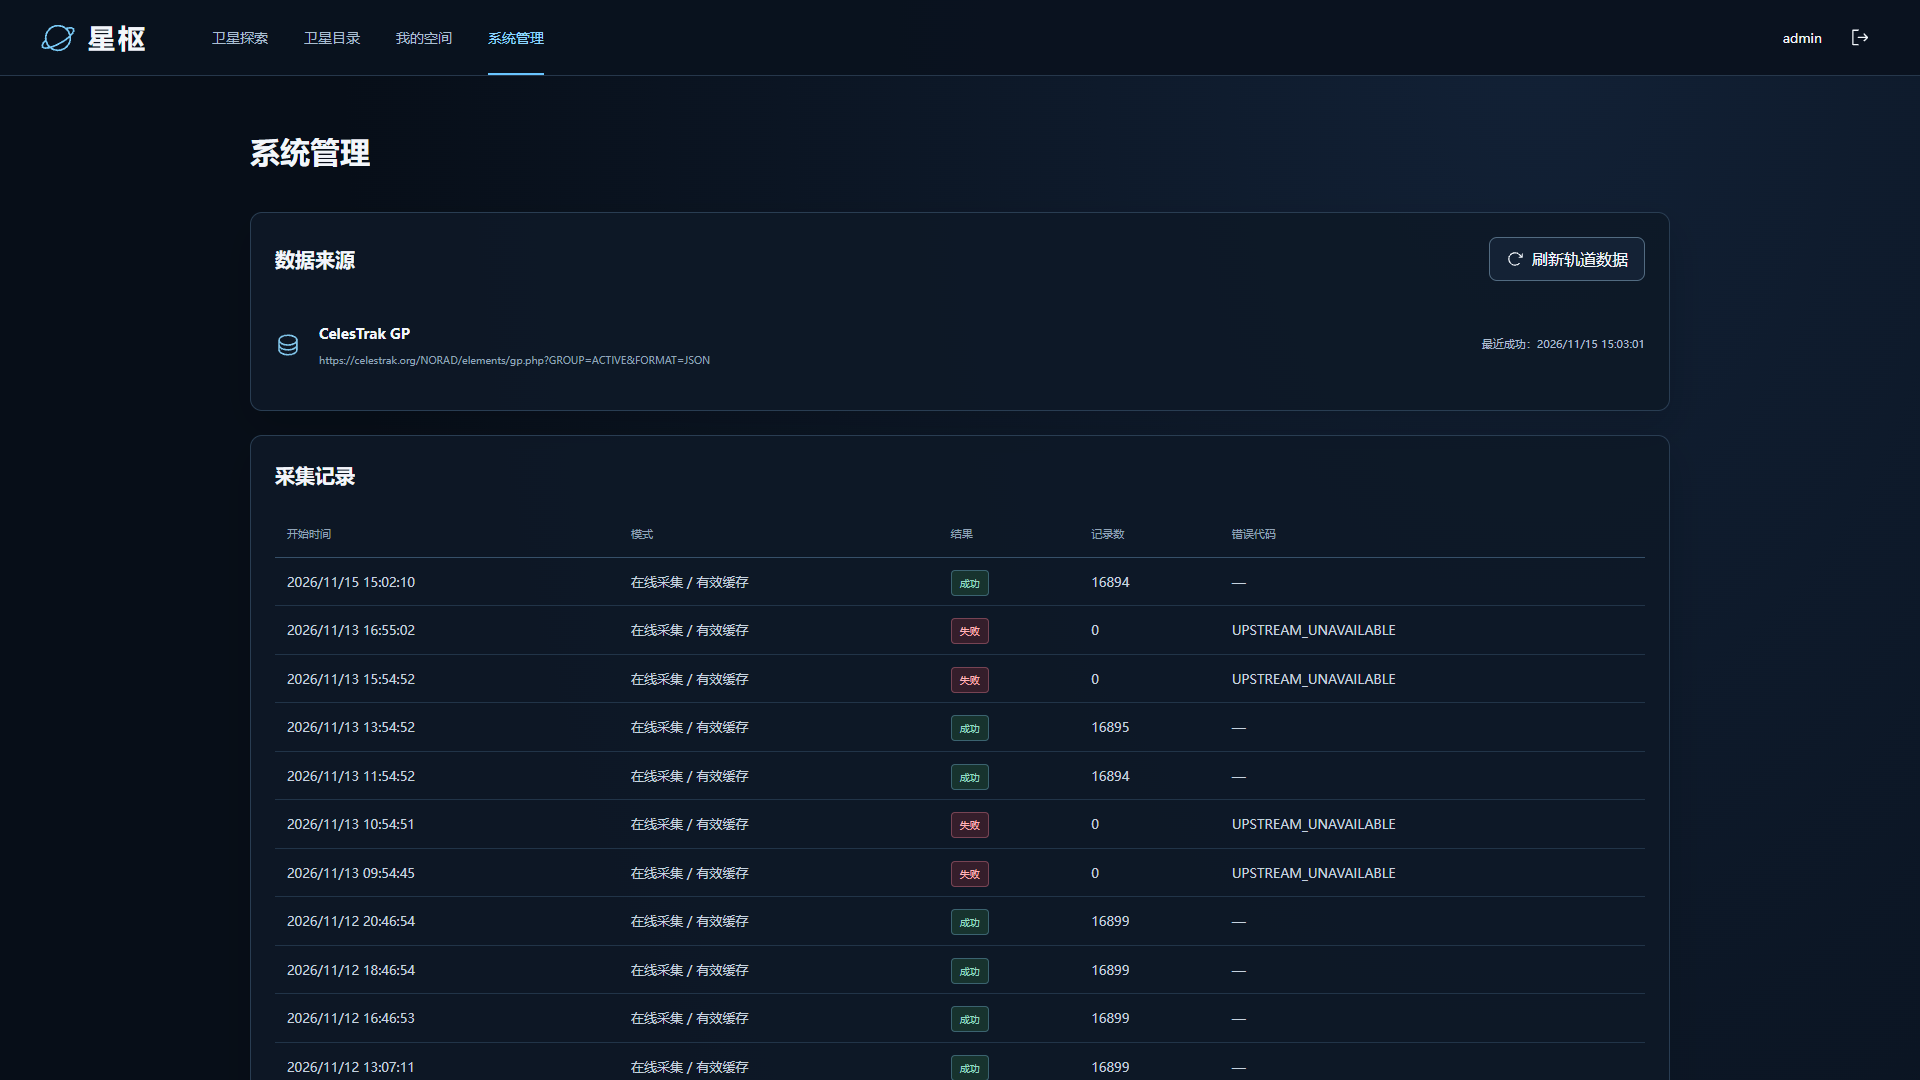 星枢 卫星探索 卫星目录 我的空间 系统管理 admin
系统管理
数据来源 刷新轨道数据
CelesTrak GP
https://celestrak.org/NORAD/elements/gp.php?GROUP=ACTIVE&FORMAT=JSON
最近成功：2026/11/15 15:03:01
采集记录
开始时间 模式 结果 记录数 错误代码
2026/11/15 15:02:10 在线采集 / 有效缓存 成功 16894 —
2026/11/13 16:55:02 在线采集 / 有效缓存 失败 0 UPSTREAM_UNAVAILABLE
2026/11/13 15:54:52 在线采集 / 有效缓存 失败 0 UPSTREAM_UNAVAILABLE
2026/11/13 13:54:52 在线采集 / 有效缓存 成功 16895 —
2026/11/13 11:54:52 在线采集 / 有效缓存 成功 16894 —
2026/11/13 10:54:51 在线采集 / 有效缓存 失败 0 UPSTREAM_UNAVAILABLE
2026/11/13 09:54:45 在线采集 / 有效缓存 失败 0 UPSTREAM_UNAVAILABLE
2026/11/12 20:46:54 在线采集 / 有效缓存 成功 16899 —
2026/11/12 18:46:54 在线采集 / 有效缓存 成功 16899 —
2026/11/12 16:46:53 在线采集 / 有效缓存 成功 16899 —
2026/11/12 13:07:11 在线采集 / 有效缓存 成功 16899 —